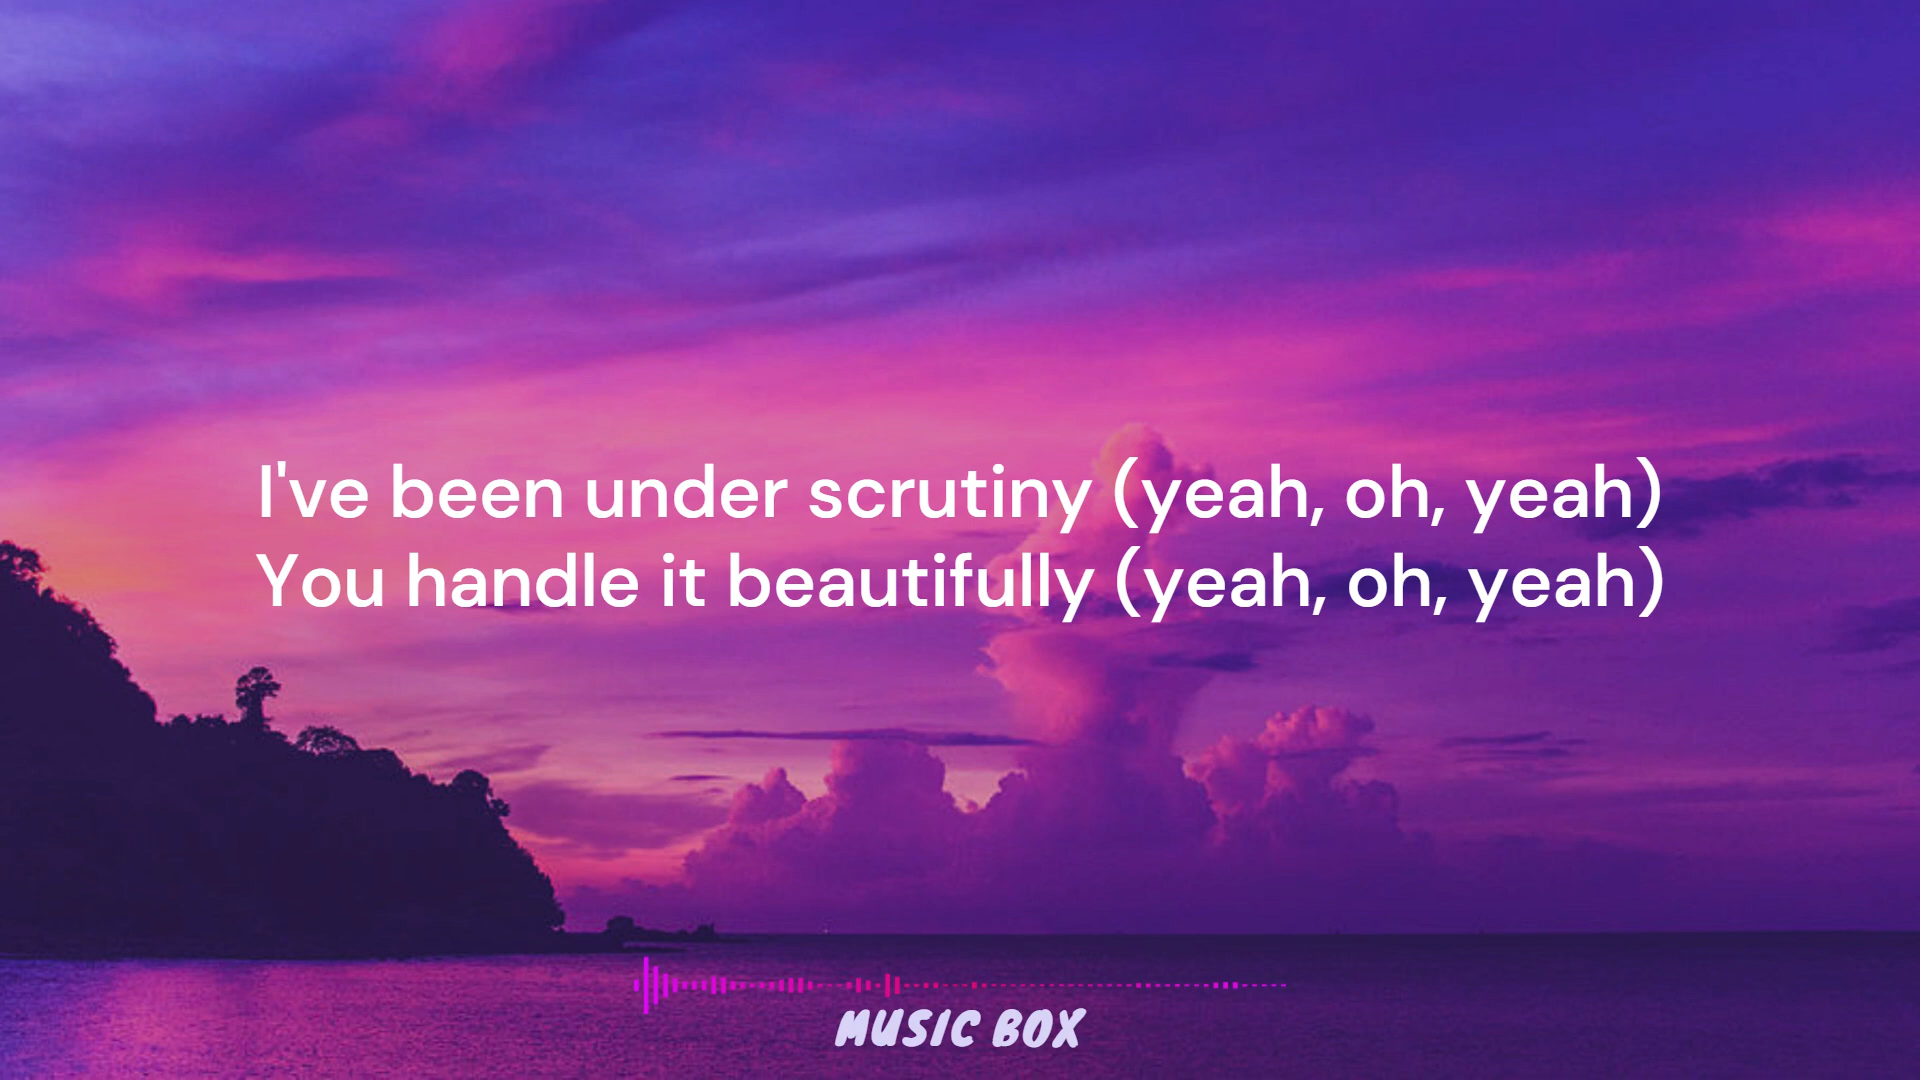 I've been under scrutiny (yeah, oh, yeah)
You handle it beautifully (yeah, oh, yeah)
MUSIC BOX